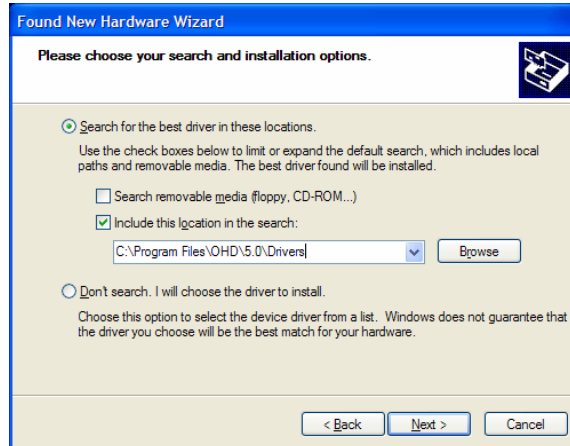 Found New Hardware Wizard
Please choose your search and installation options.
Search for the best driver in these locations.
Use the check boxes below to limit or expand the default search, which includes local
paths and removable media. The best driver found will be installed.
Search removable media (floppy, CD-ROM...)
Include this location in the search:
C:\Program Files\OHD\5.0\Drivers
Browse
Don't search. I will choose the driver to install.
Choose this option to select the device driver from a list. Windows does not guarantee that
the driver you choose will be the best match for your hardware.
< Back
Next >
Cancel